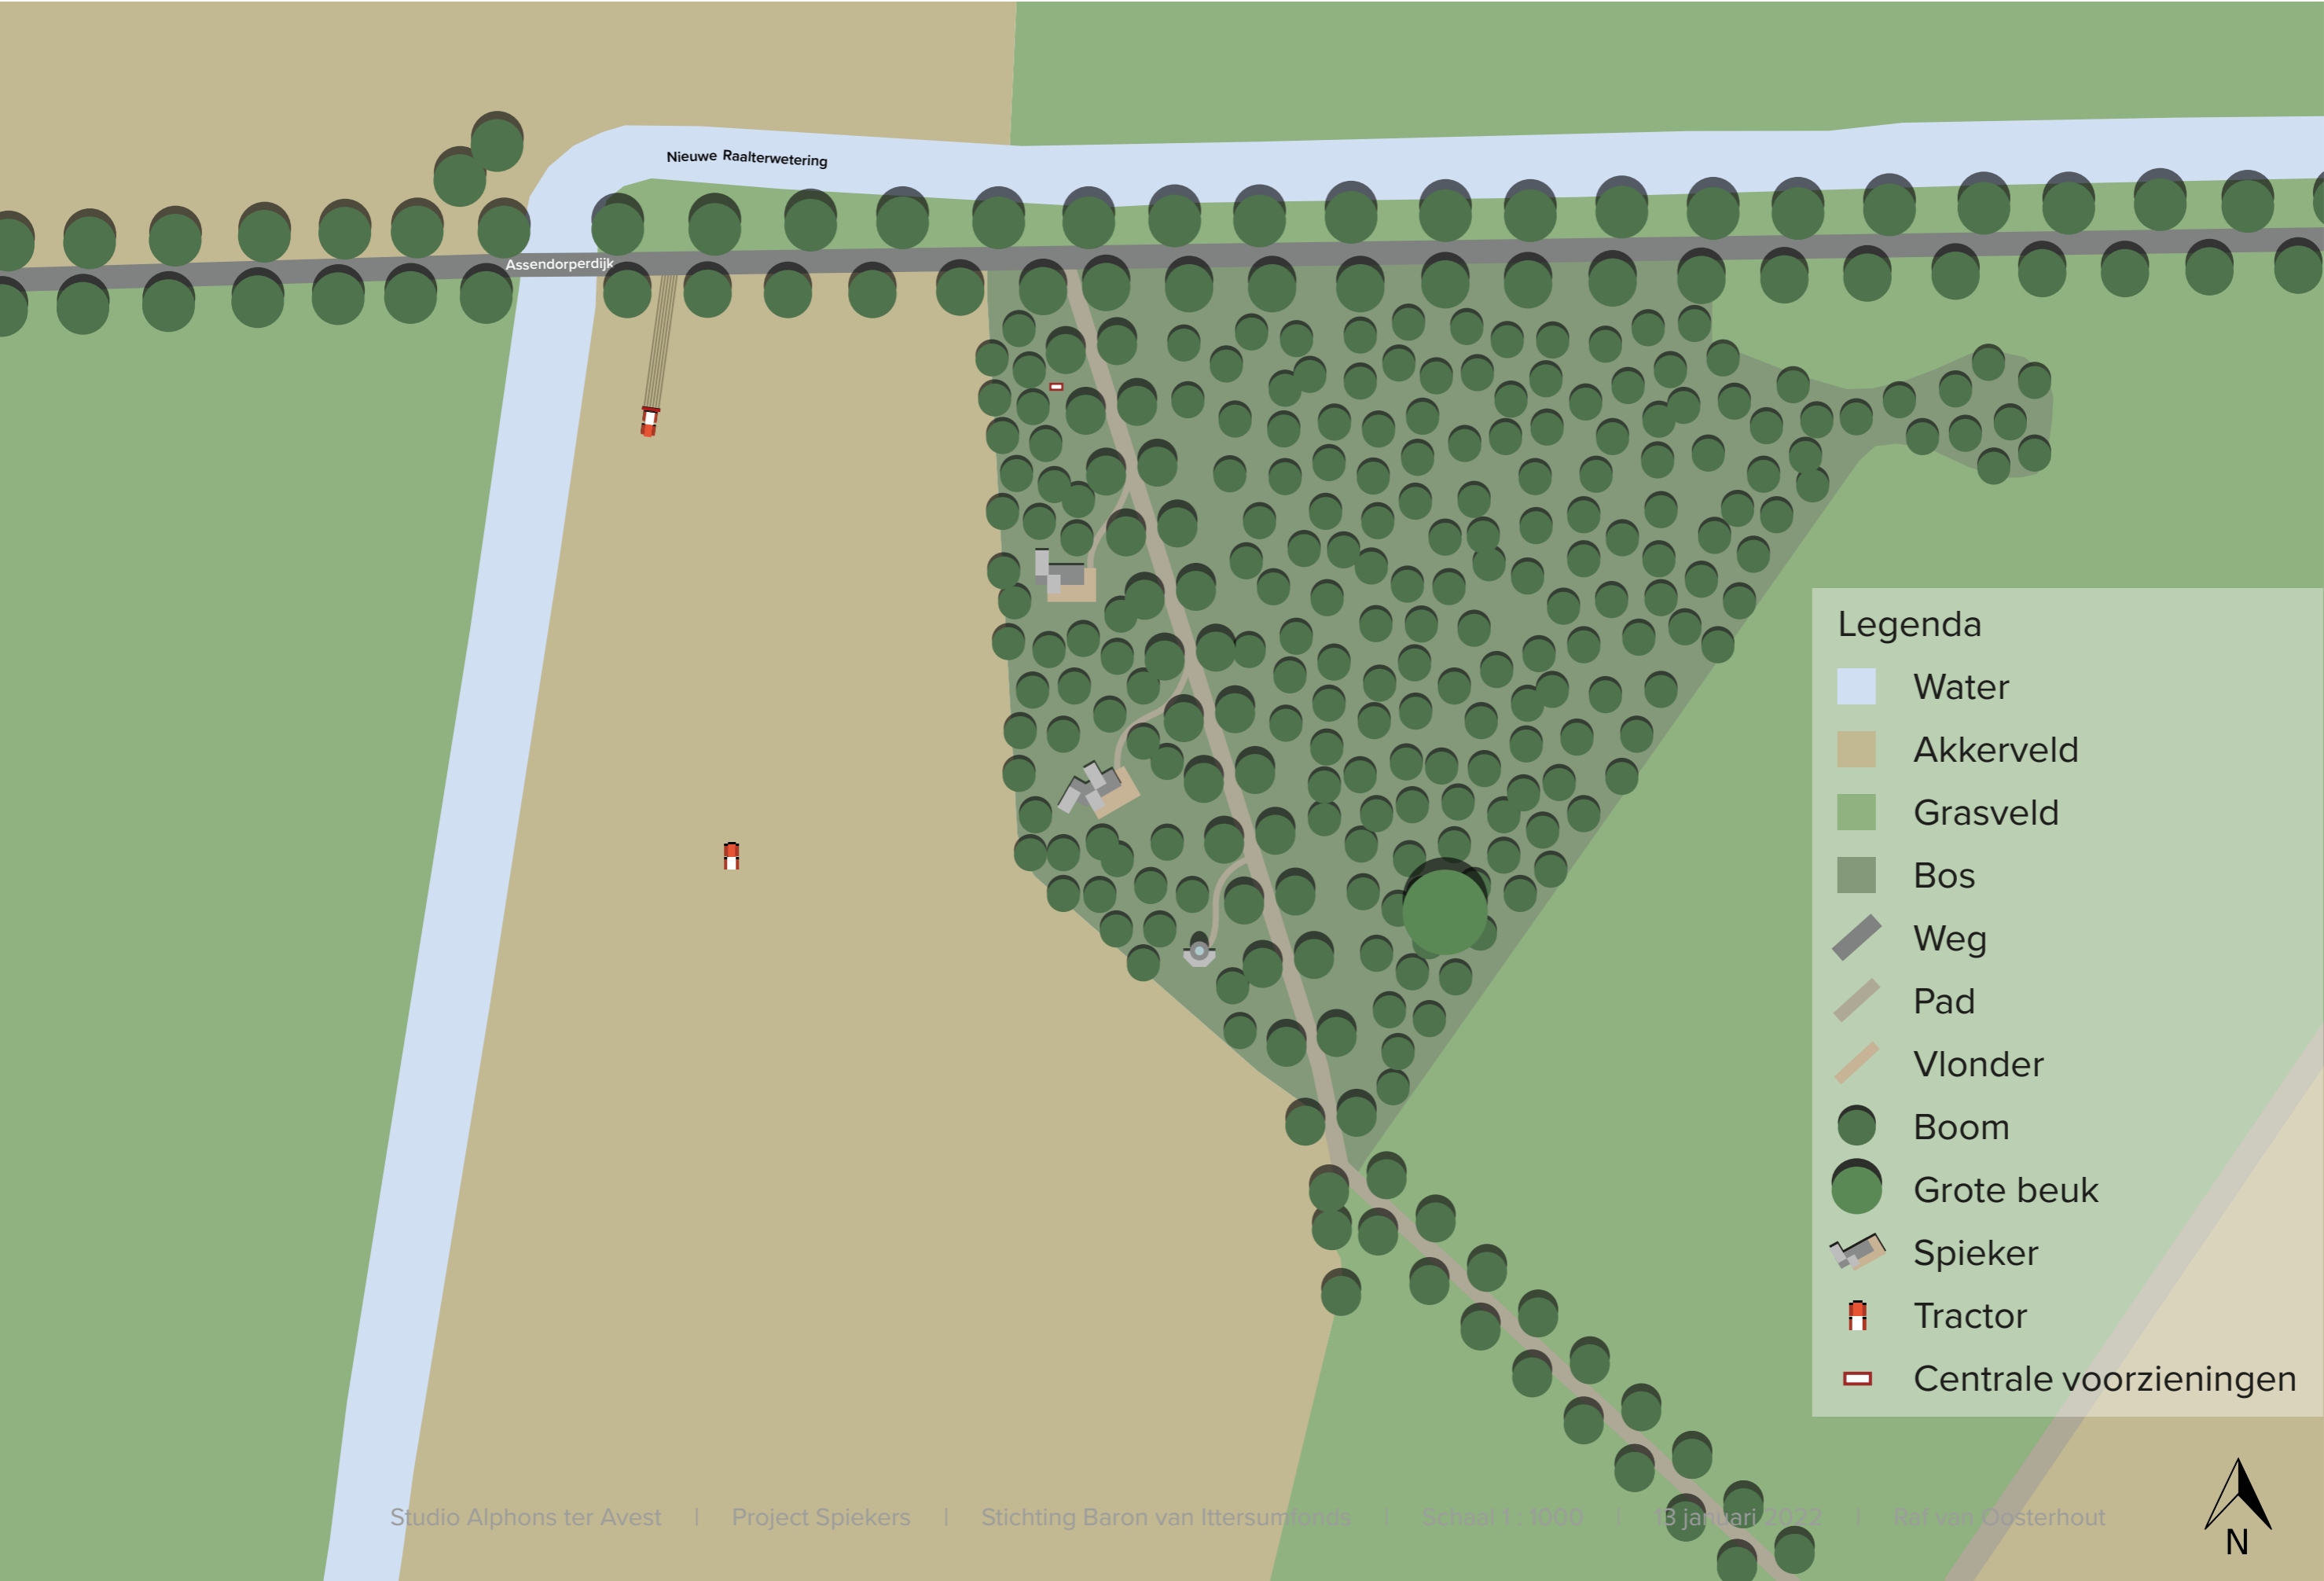 Nieuwe Raalterwetering
Assendorperdijk
Legenda
Water
Akkerveld
Grasveld
Bos
Weg
Pad
Vlonder
Boom
Grote beuk
Spieker
Tractor
Centrale voorzieningen
Studio Alphons ter Avest | Project Spiekers | Stichting Baron van Ittersumfonds | Schaal 1 : 1000 | 13 januari 2022 | Raf van Oosterhout
N